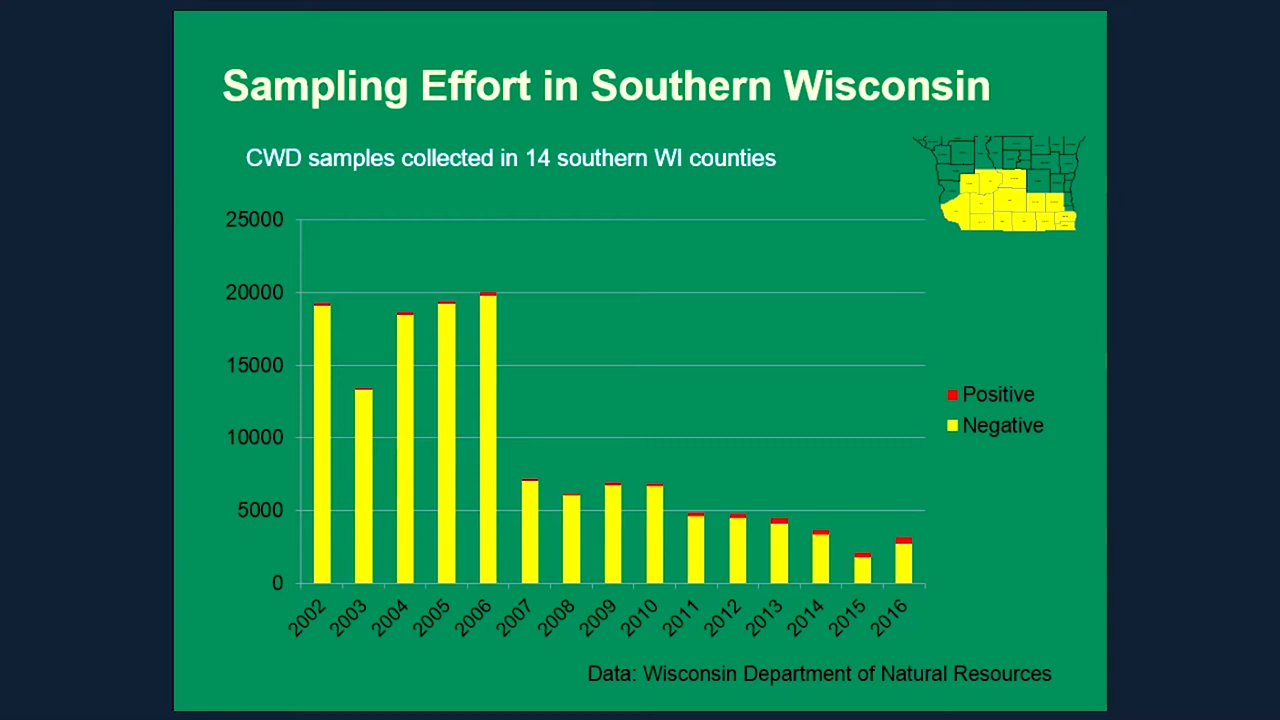 Sampling Effort in Southern Wisconsin
CWD samples collected in 14 southern WI counties
25000
20000
15000
10000
5000
0
Positive
Negative
2002 2003 2004 2005 2006 2007 2008 2009 2010 2011 2012 2013 2014 2015 2016
Data: Wisconsin Department of Natural Resources